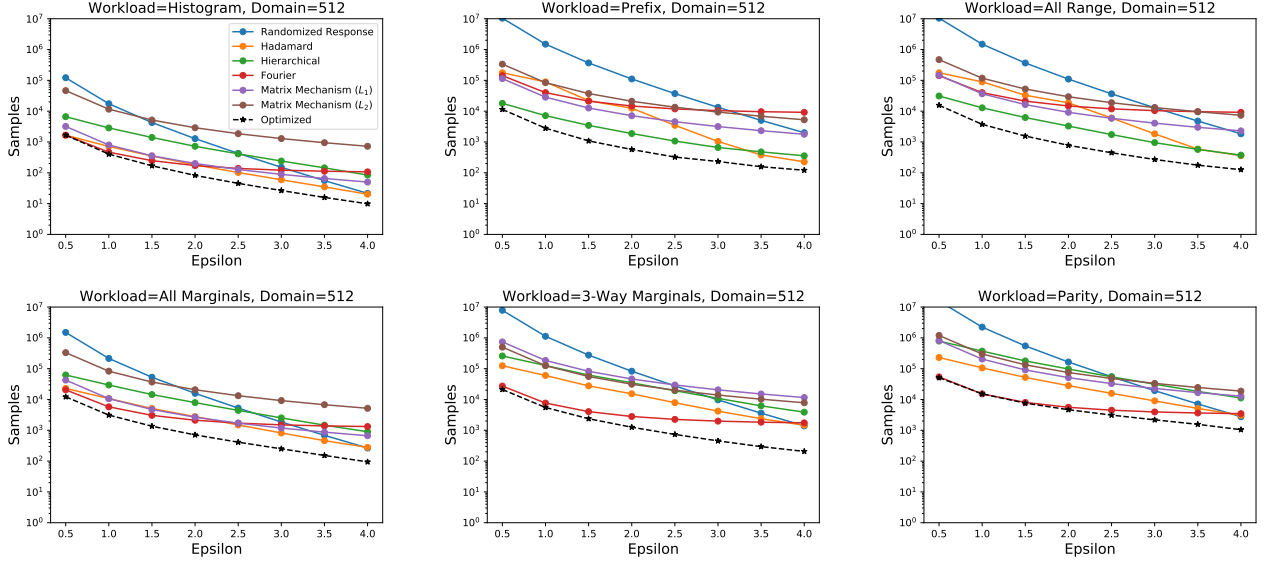 Workload=Histogram, Domain=512
10^7
10^6
10^5
10^4
10^3
10^2
10^1
10^0
Samples
0.5 1.0 1.5 2.0 2.5 3.0 3.5 4.0
Epsilon
Randomized Response
Hadamard
Hierarchical
Fourier
Matrix Mechanism (L_1)
Matrix Mechanism (L_2)
Optimized
Workload=Prefix, Domain=512
10^7
10^6
10^5
10^4
10^3
10^2
10^1
10^0
Samples
0.5 1.0 1.5 2.0 2.5 3.0 3.5 4.0
Epsilon
Workload=All Range, Domain=512
10^7
10^6
10^5
10^4
10^3
10^2
10^1
10^0
Samples
0.5 1.0 1.5 2.0 2.5 3.0 3.5 4.0
Epsilon
Workload=All Marginals, Domain=512
10^7
10^6
10^5
10^4
10^3
10^2
10^1
10^0
Samples
0.5 1.0 1.5 2.0 2.5 3.0 3.5 4.0
Epsilon
Workload=3-Way Marginals, Domain=512
10^7
10^6
10^5
10^4
10^3
10^2
10^1
10^0
Samples
0.5 1.0 1.5 2.0 2.5 3.0 3.5 4.0
Epsilon
Workload=Parity, Domain=512
10^7
10^6
10^5
10^4
10^3
10^2
10^1
10^0
Samples
0.5 1.0 1.5 2.0 2.5 3.0 3.5 4.0
Epsilon